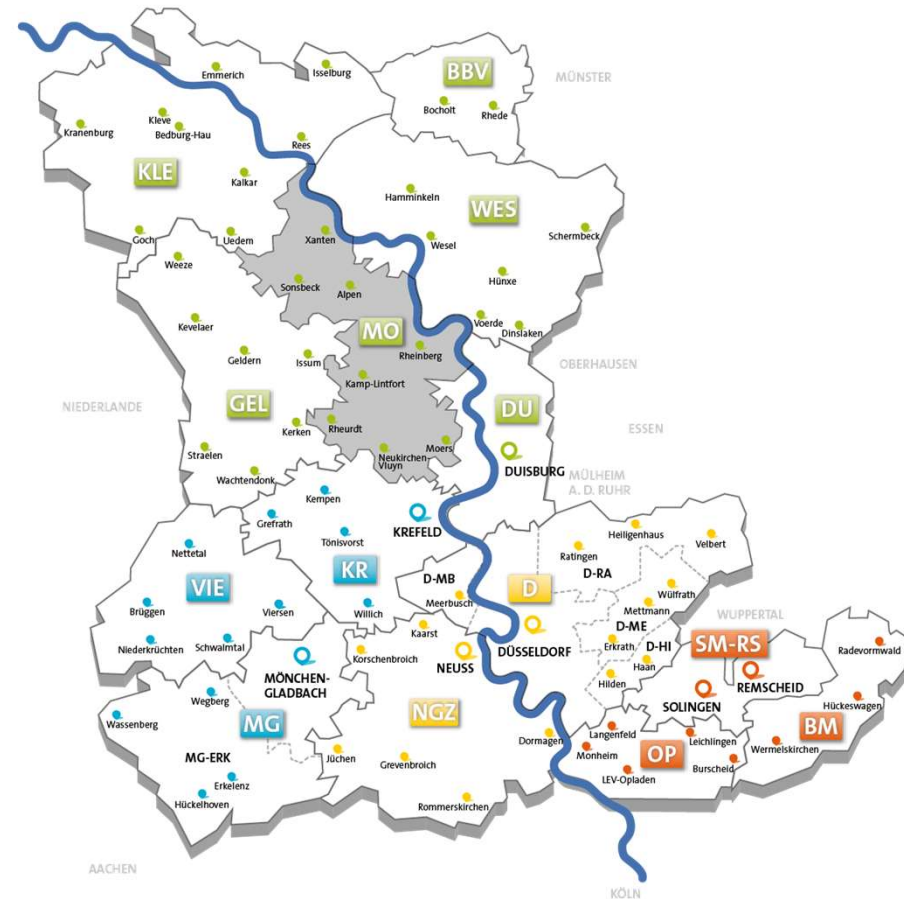 Emmerich
Isselburg
BBV
MÜNSTER
Bocholt
Rhede
Kranenburg
Kleve
Bedburg-Hau
Rees
KLE
Kalkar
Hamminkeln
WES
Schermbeck
Goch
Uedem
Xanten
Wesel
Weeze
Sonsbeck
Alpen
Hünxe
Kevelaer
MO
Voerde
Dinslaken
Geldern
Issum
Rheinberg
OBERHAUSEN
Kamp-Lintfort
NIEDERLANDE
GEL
DU
Kerken
Rheurdt
ESSEN
Straelen
Moers
Neukirchen-
Vluyn
DUISBURG
Wachtendonk
MÜLHEIM
A. D. RUHR
Kempen
Grefrath
KREFELD
Heiligenhaus
Velbert
Nettetal
Tönisvorst
Ratingen
D-RA
VIE
KR
D-MB
D
Wülfrath
Brüggen
Viersen
Willich
Meerbusch
Mettmann
WUPPERTAL
D-ME
Niederkrüchten
Schwalmtal
Kaarst
Erkrath
D-HI
SM-RS
Korschenbroich
NEUSS
DÜSSELDORF
Haan
Radevormwald
MÖNCHEN-
GLADBACH
Hilden
REMSCHEID
SOLINGEN
Wegberg
Hückeswagen
Wassenberg
MG
NGZ
Dormagen
Langenfeld
Leichlingen
BM
Monheim
OP
Wermelskirchen
MG-ERK
Jüchen
Grevenbroich
Burscheid
LEV-Opladen
Erkelenz
Hückelhoven
Rommerskirchen
AACHEN
KÖLN